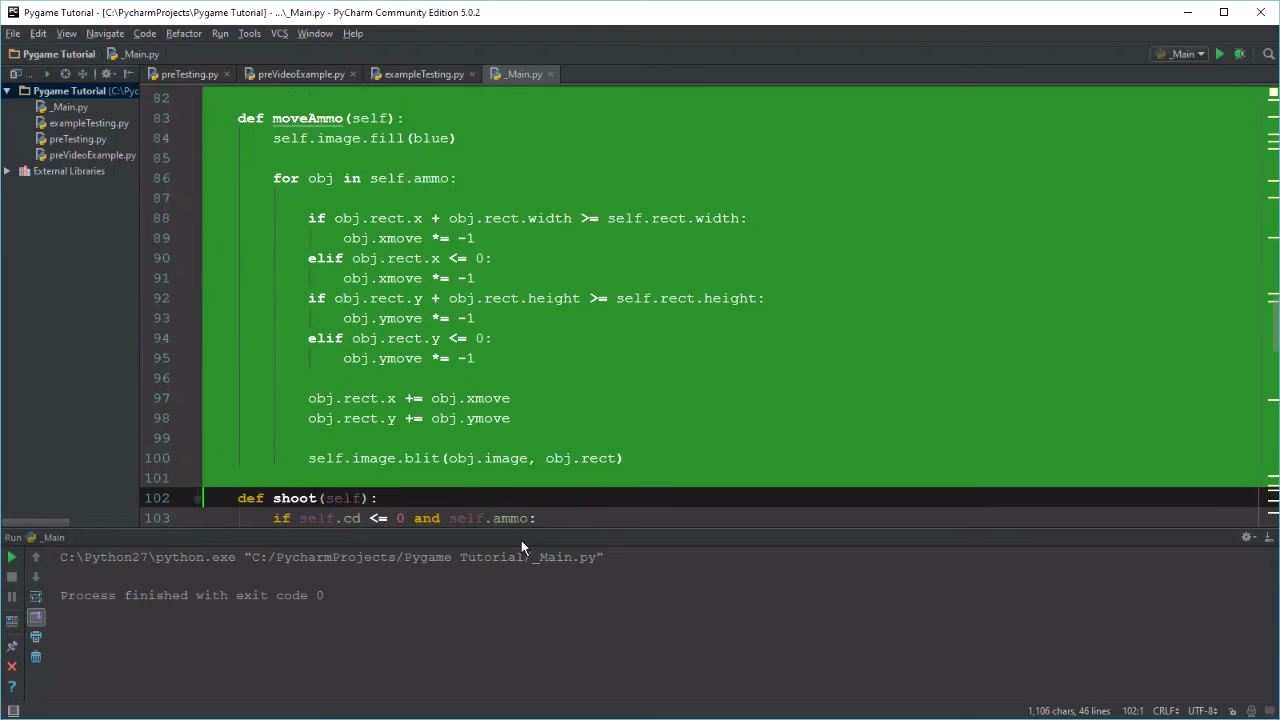 Pygame Tutorial - [C:\PycharmProjects\Pygame Tutorial] - ...\_Main.py - PyCharm Community Edition 5.0.2
File Edit View Navigate Code Refactor Run Tools VCS Window Help
Pygame Tutorial _Main.py _Main
... preTesting.py preVideoExample.py exampleTesting.py _Main.py
Pygame Tutorial (C:\Pyc
_Main.py
exampleTesting.py
preTesting.py
preVideoExample.py
External Libraries
82
83 def moveAmmo(self):
84 self.image.fill(blue)
85
86 for obj in self.ammo:
87
88 if obj.rect.x + obj.rect.width >= self.rect.width:
89 obj.xmove *= -1
90 elif obj.rect.x <= 0:
91 obj.xmove *= -1
92 if obj.rect.y + obj.rect.height >= self.rect.height:
93 obj.ymove *= -1
94 elif obj.rect.y <= 0:
95 obj.ymove *= -1
96
97 obj.rect.x += obj.xmove
98 obj.rect.y += obj.ymove
99
100 self.image.blit(obj.image, obj.rect)
101
102 def shoot(self):
103 if self.cd <= 0 and self.ammo:
Run _Main
C:\Python27\python.exe "C:/PycharmProjects/Pygame Tutorial/_Main.py"
Process finished with exit code 0
1,106 chars, 46 lines 102:1 CRLF UTF-8